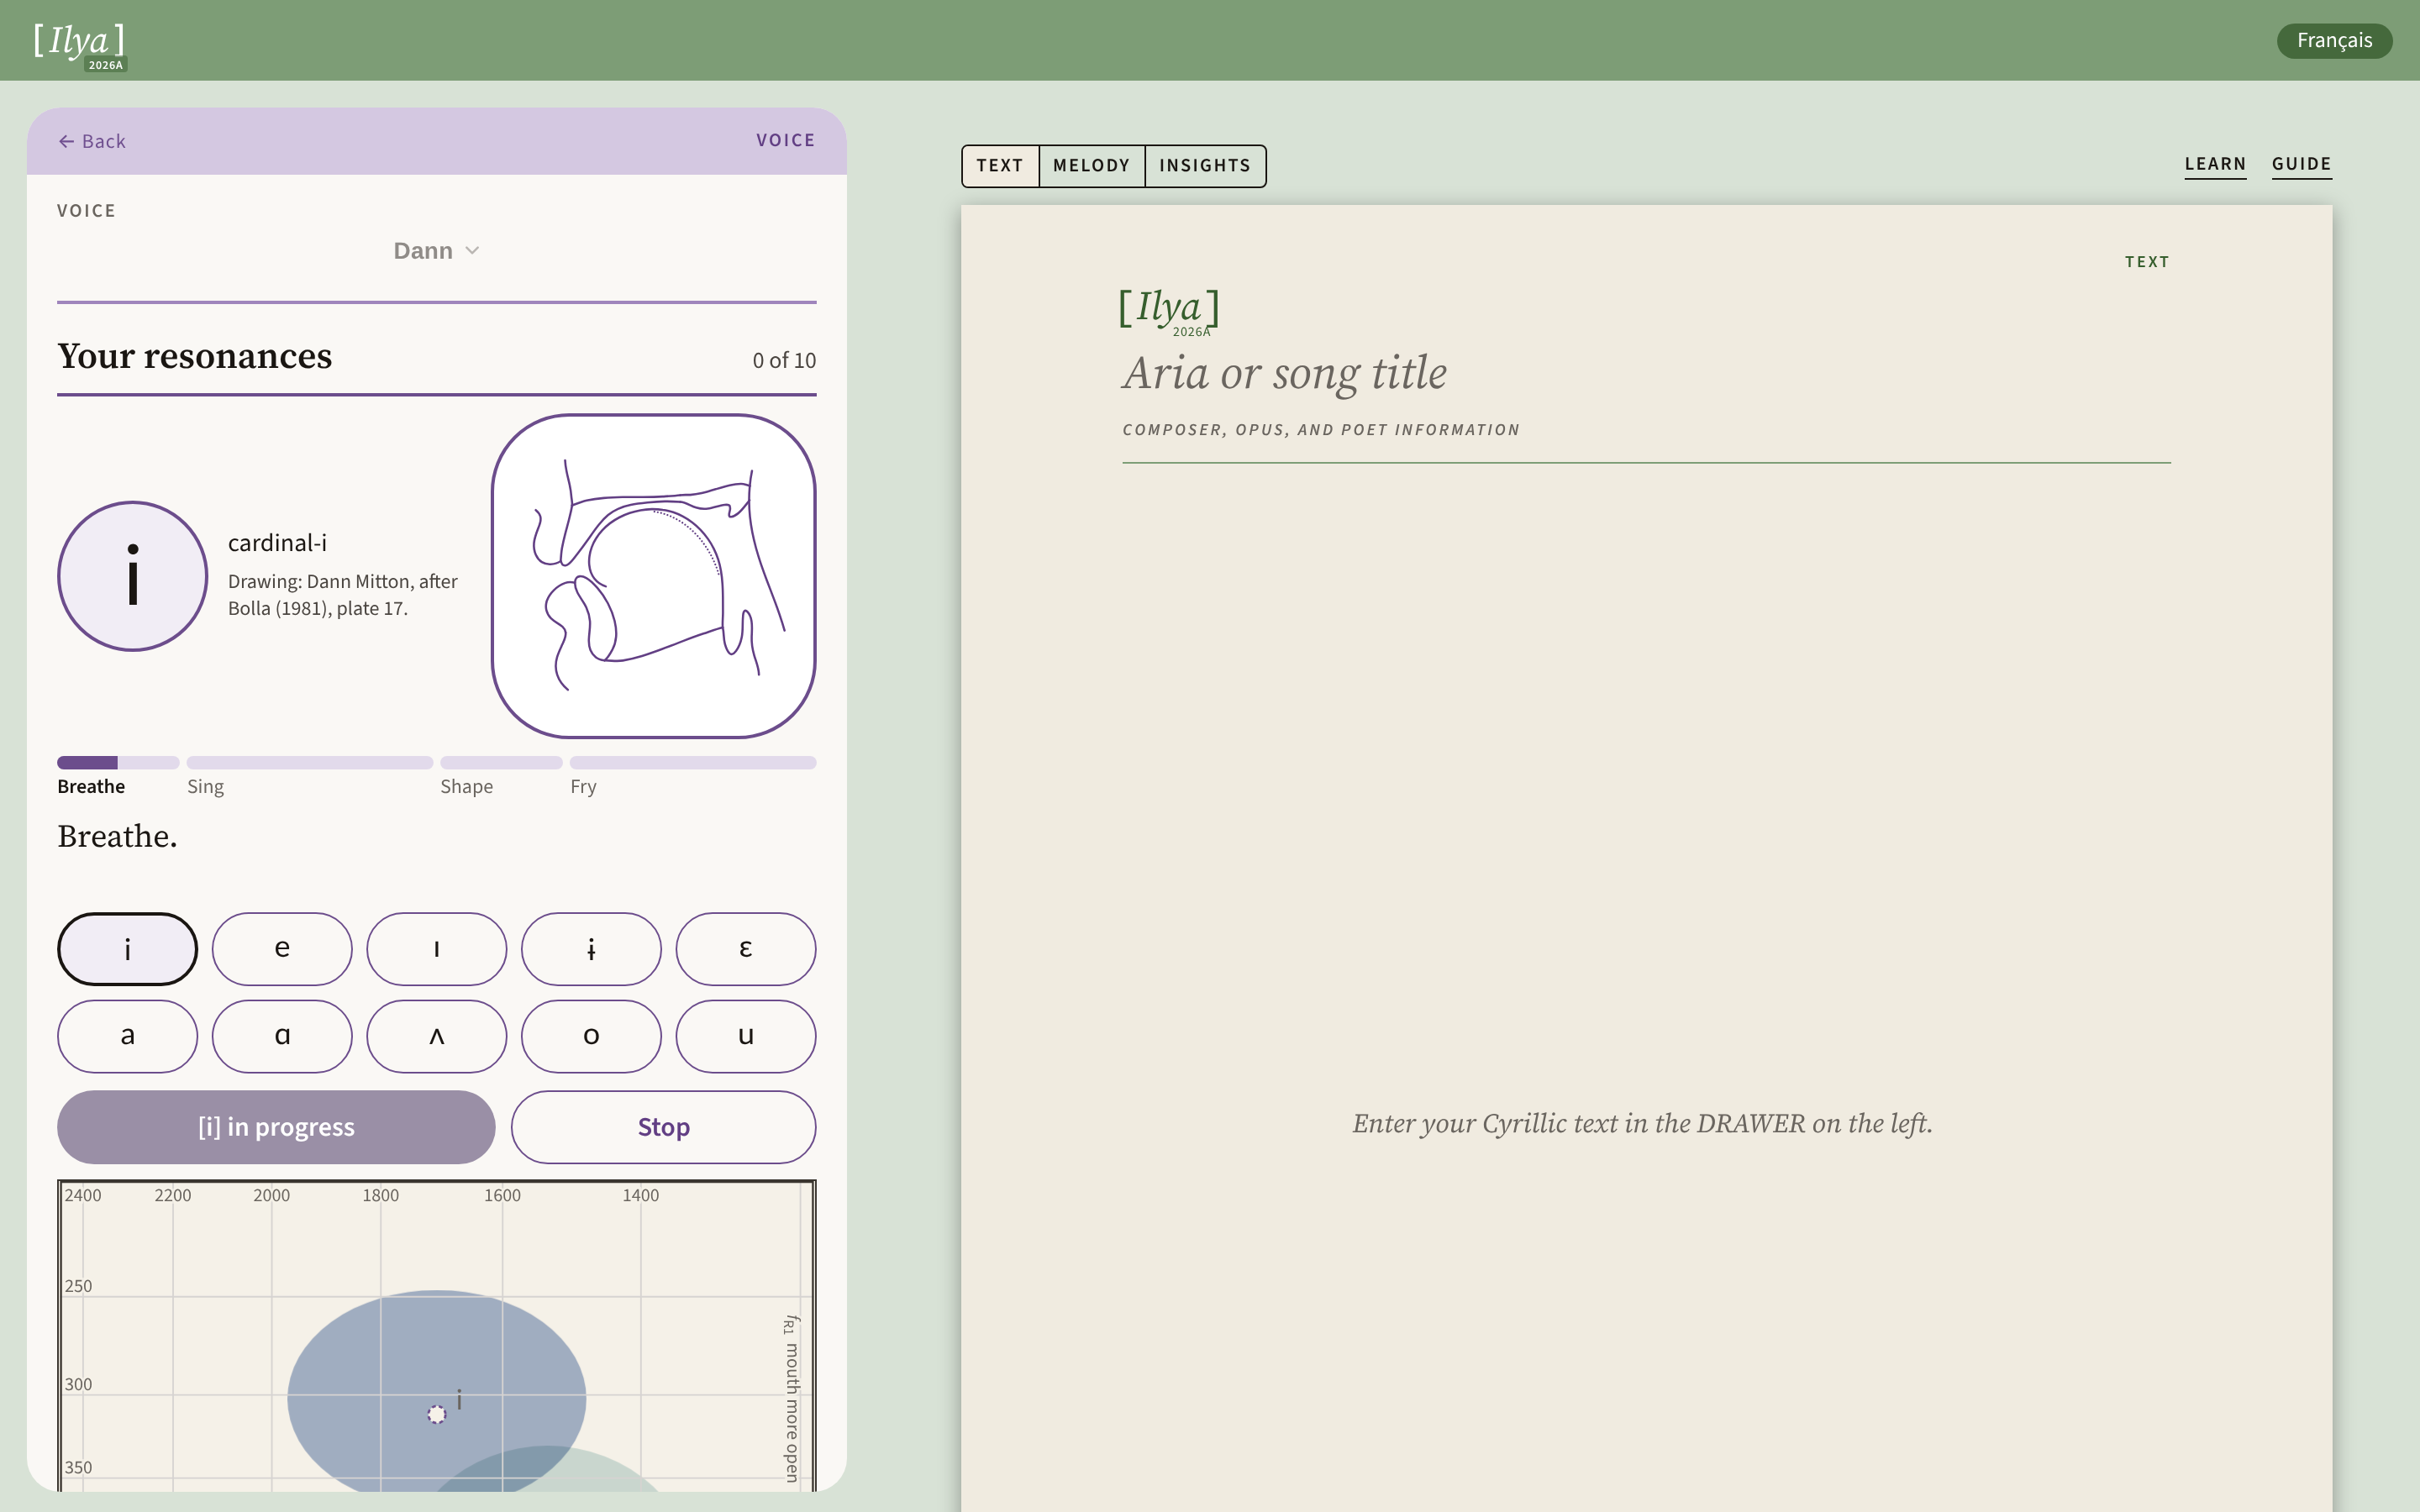 [Ilya]
2026A
Français
← Back
VOICE
VOICE
Dann
Your resonances
0 of 10
i
cardinal-i
Drawing: Dann Mitton, after
Bolla (1981), plate 17.
Breathe
Sing
Shape
Fry
Breathe.
i
e
ɪ
ɨ
ɛ
a
ɑ
ʌ
o
u
[i] in progress
Stop
2400
2200
2000
1800
1600
1400
250
300
350
i
fR1 mouth more open
TEXT
MELODY
INSIGHTS
LEARN
GUIDE
TEXT
[Ilya]
2026A
Aria or song title
COMPOSER, OPUS, AND POET INFORMATION
Enter your Cyrillic text in the DRAWER on the left.